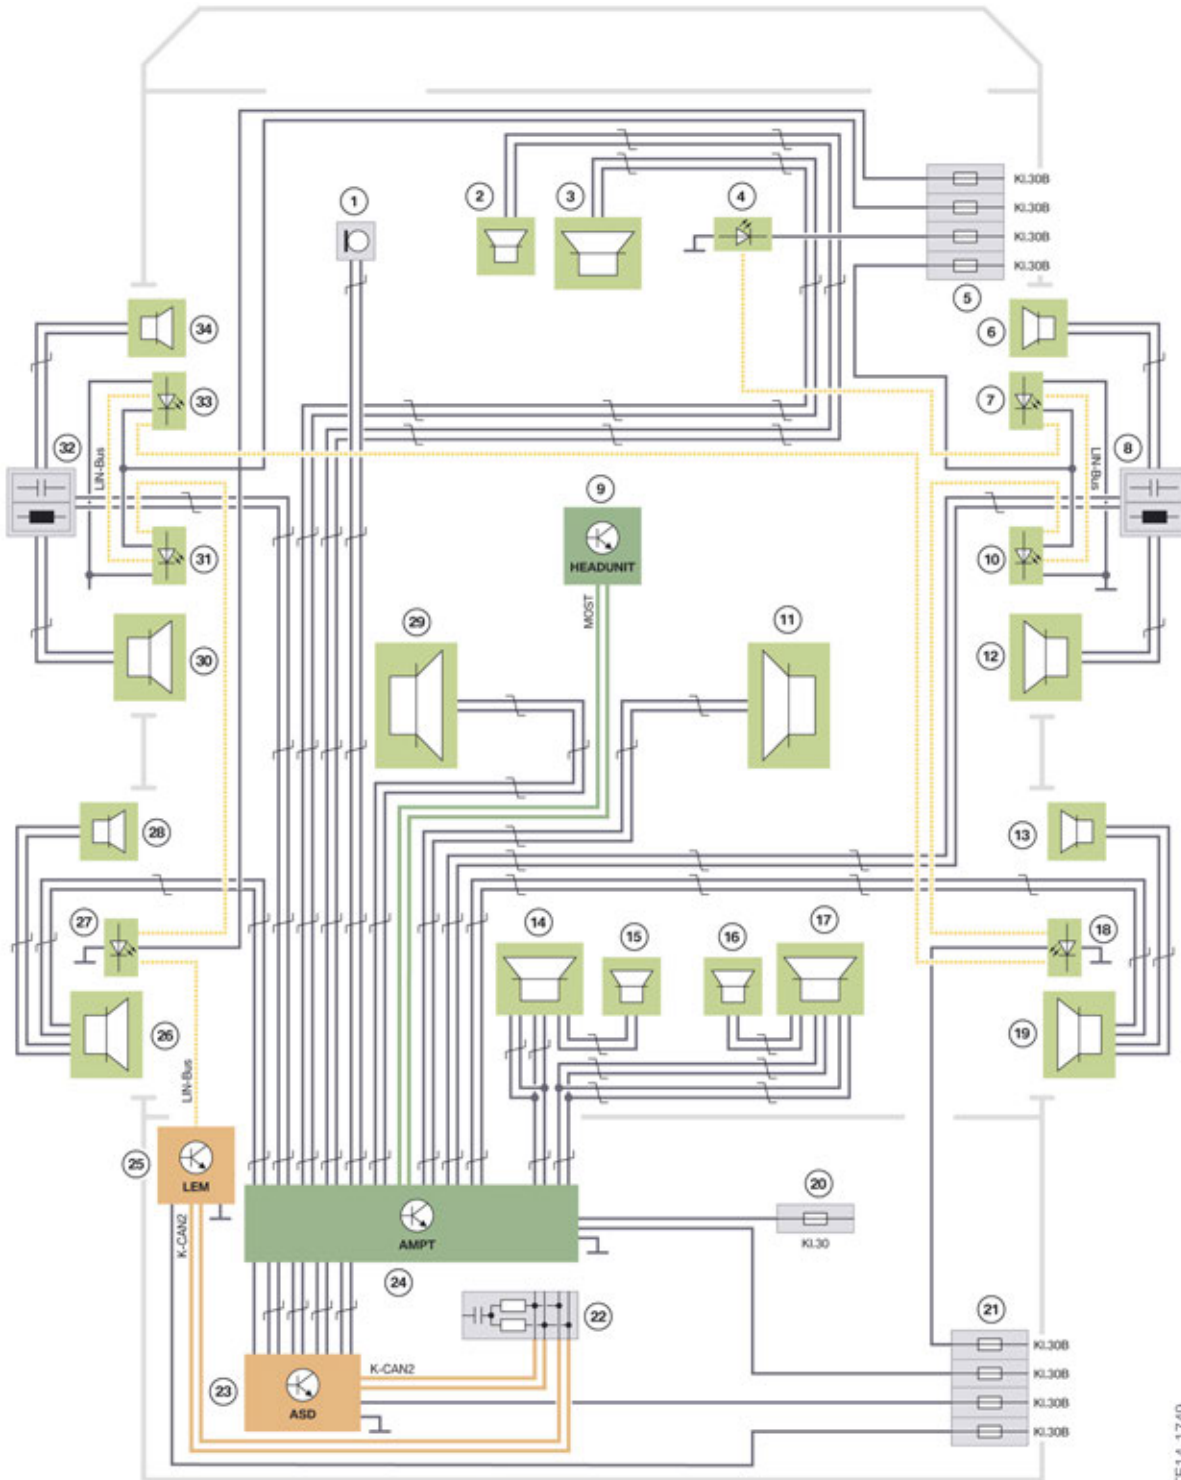 1
2
3
4
Kl.30B
Kl.30B
Kl.30B
Kl.30B
5
34
6
33
7
32
LIN-Bus
LIN-Bus
8
9
HEADUNIT
31
10
MOST
29
11
30
12
28
13
14
15
16
17
27
18
26
19
LIN-Bus
25
LEM
20
K-CAN2
AMPT
Kl.30
24
22
21
Kl.30B
K-CAN2
Kl.30B
23
ASD
Kl.30B
Kl.30B